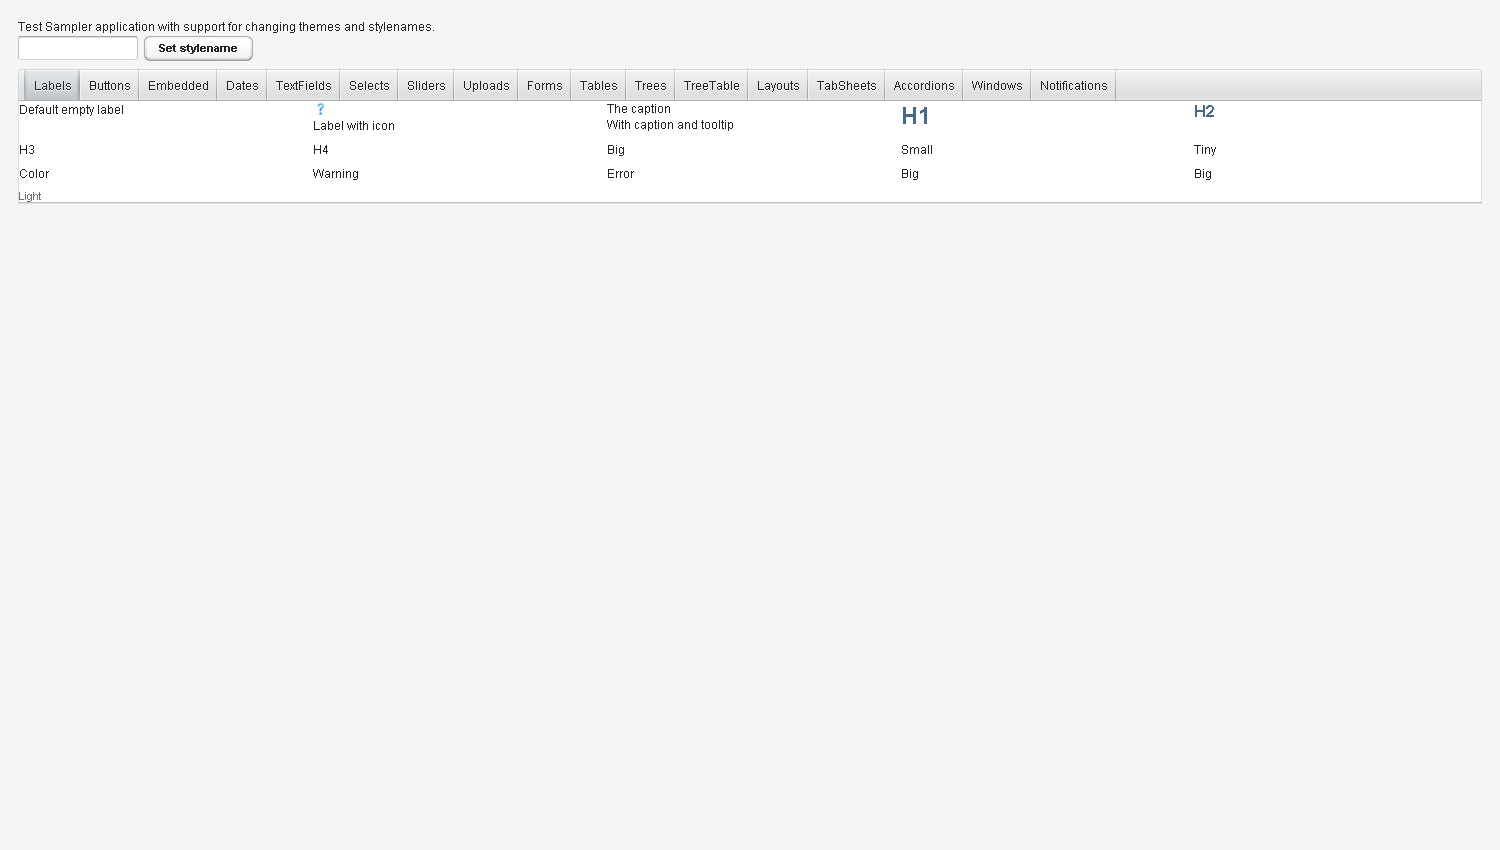 Test Sampler application with support for changing themes and stylenames.
Set stylename
Labels Buttons Embedded Dates TextFields Selects Sliders Uploads Forms Tables Trees TreeTable Layouts TabSheets Accordions Windows Notifications
Default empty label
?
Label with icon
The caption
With caption and tooltip
H1
H2
H3 H4 Big Small Tiny
Color Warning Error Big Big
Light